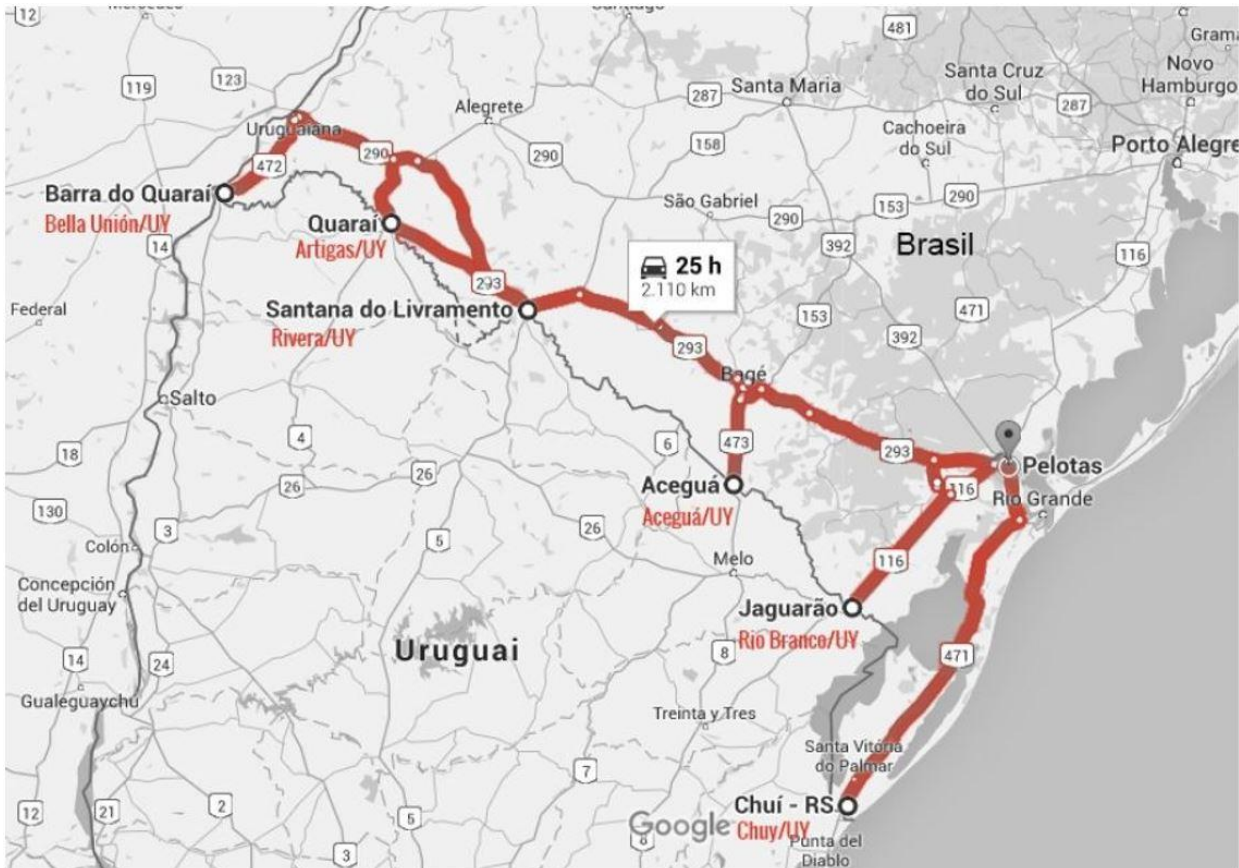 12
481
Grama
119
123
Santa Cruz
do Sul
Novo
Hamburgo
Alegrete
287
Santa Maria
287
Uruguaiana
Cachoeira
do Sul
290
290
158
Porto Alegre
472
Barra do Quaraí
Bella Unión/UY
São Gabriel
153
290
290
Quaraí
Artigas/UY
14
392
Brasil
116
25 h
2.110 km
293
Federal
Santana do Livramento
Rivera/UY
153
471
293
392
Bagé
Salto
4
6
473
293
Pelotas
18
26
26
Aceguá
Aceguá/UY
116
Rio Grande
130
3
26
5
Colón
Melo
116
Concepción
del Uruguay
Jaguarão
Rio Branco/UY
Uruguai
8
471
14
24
Gualeguaychú
Treinta y Tres
Santa Vitória
do Palmar
7
12
21
2
5
Chuí - RS
Google
Chuy/UY
8
Punta del
Diablo
3